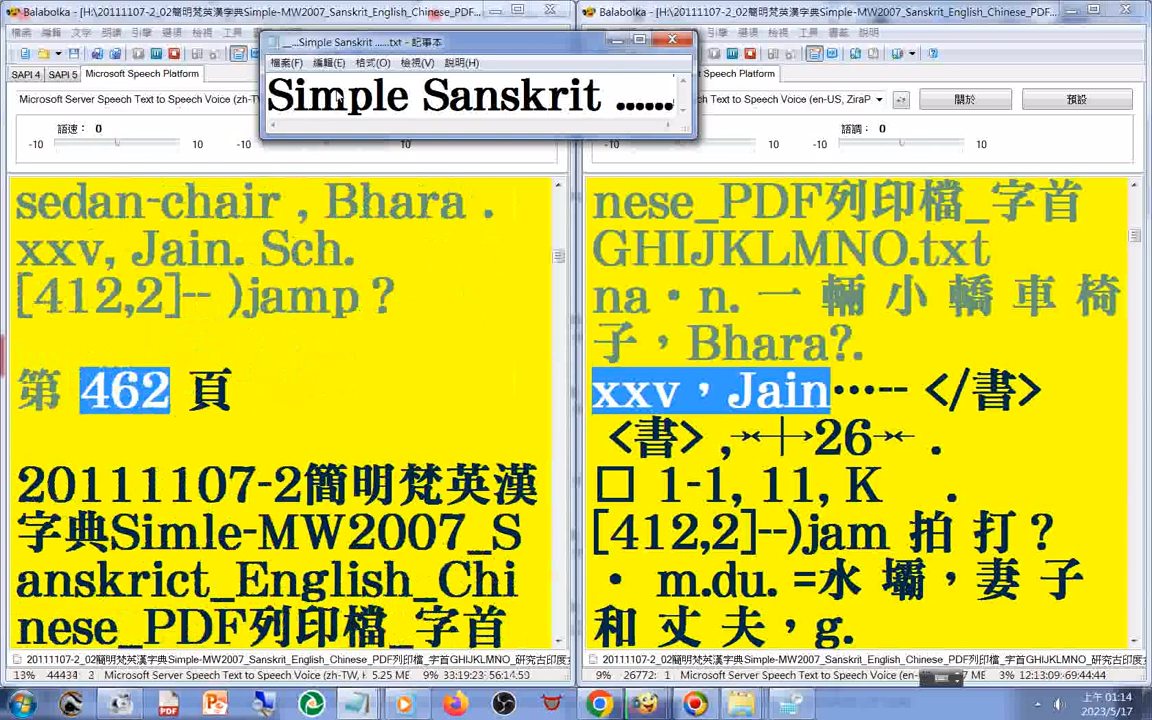 Balabolka - [H:\20111107-2_02簡明梵英漢字典Simple-MW2007_Sanskrit_English_Chinese_PDF...
Balabolka - [H:\20111107-2_02簡明梵英漢字典Simple-MW2007_Sanskrit_English_Chinese_PDF...
__...Simple Sanskrit ......txt - 記事本
檔案(F) 編輯(E) 格式(O) 檢視(V) 說明(H)
Simple Sanskrit ......
SAPI 4 SAPI 5 Microsoft Speech Platform
Microsoft Server Speech Text to Speech Voice (zh-TW
Microsoft Server Speech Text to Speech Voice (en-US, ZiraP
關於 預設
語速: 0
-10 10 10
語調: 0
-10 10 -10 10
sedan-chair , Bhara .
xxv, Jain. Sch.
[412,2]-- )jamp ?
第 462 頁
20111107-2簡明梵英漢
字典Simle-MW2007_S
anskrict_English_Chi
nese_PDF列印檔_字首
nese_PDF列印檔_字首
GHIJKLMNO.txt
na‧n. 一 輛 小 轎 車 椅
子，Bhara?.
xxv，Jain…-- </書>
<書> ,→←┼→26→← .
□ 1-1, 11, K .
[412,2]--)jam 拍 打 ?
‧ m.du. =水 壩，妻 子
和 丈 夫，g.
20111107-2_02簡明梵英漢字典Simple-MW2007_Sanskrit_English_Chinese_PDF列印檔_字首GHIJKLMNO_研究古印度
20111107-2_02簡明梵英漢字典Simple-MW2007_Sanskrit_English_Chinese_PDF列印檔_字首GHIJKLMNO_研究古印度
13% 44434: 2 Microsoft Server Speech Text to Speech Voice (zh-TW, 5.25 ME 9% 33:19:23 56:14:50
9% 26772: 1 Microsoft Server Speech Text to Speech Voice 3% 12:13:09 69:44:44
上午 01:14
2023/5/17